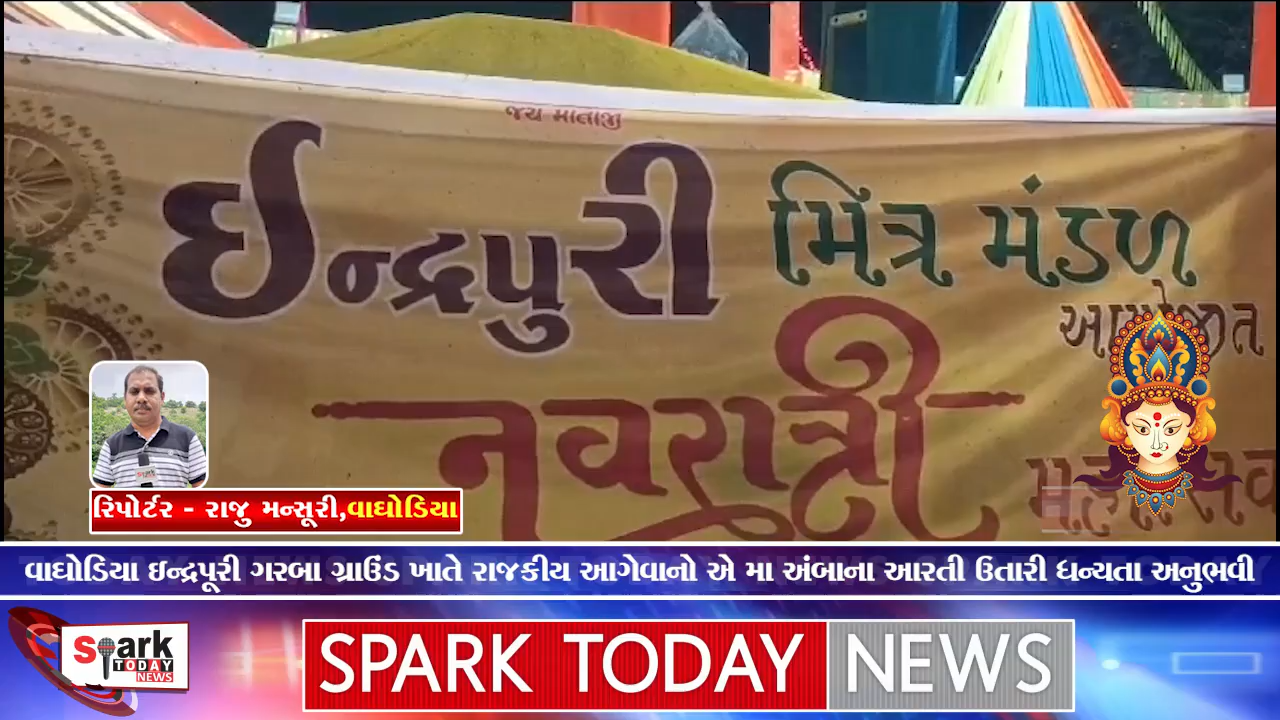 જય માતાજી
ઈન્દ્રપુરી મિત્ર મંડળ
આયોજીત
નવરાત્રી
રિપોર્ટર - રાજુ મન્સૂરી,વાઘોડિયા
વાઘોડિયા ઇન્દ્રપૂરી ગરબા ગ્રાઉંડ ખાતે રાજકીય આગેવાનો એ મા અંબાના આરતી ઉતારી ધન્યતા અનુભવી
Spark
TODAY
NEWS
SPARK TODAY NEWS